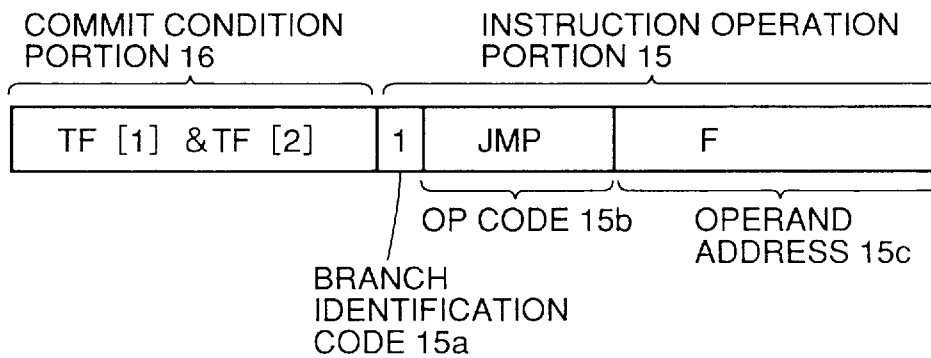 COMMIT CONDITION
PORTION 16
INSTRUCTION OPERATION
PORTION 15
TF [1] &TF [2]
1
JMP
F
OP CODE 15b
OPERAND
ADDRESS 15c
BRANCH
IDENTIFICATION
CODE 15a